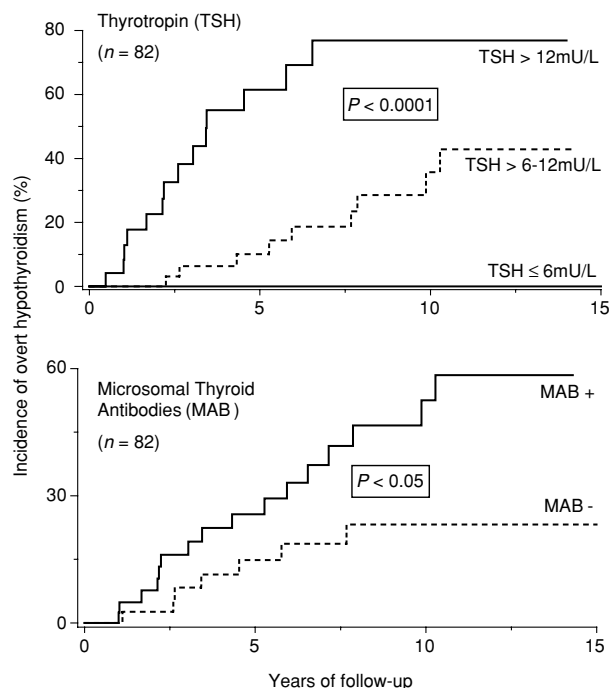 Thyrotropin (TSH)
(n = 82)
80
60
40
20
0
TSH > 12mU/L
P < 0.0001
TSH > 6-12mU/L
TSH ≤ 6mU/L
0 5 10 15
Incidence of overt hypothyroidism (%)
60
30
0
Microsomal Thyroid
Antibodies (MAB)
(n = 82)
MAB +
P < 0.05
MAB -
0 5 10 15
Years of follow-up